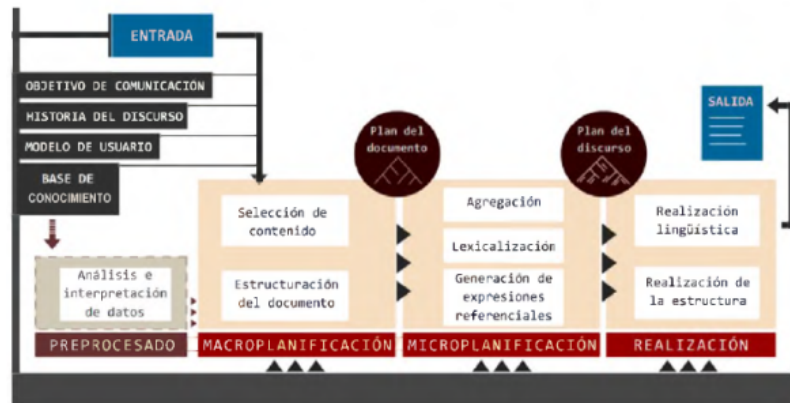 ENTRADA
OBJETIVO DE COMUNICACIÓN
HISTORIA DEL DISCURSO
MODELO DE USUARIO
BASE DE
CONOCIMIENTO
Plan del
documento
Plan del
discurso
SALIDA
Análisis e
interpretación
de datos
PREPROCESADO
Selección de
contenido
Estructuración
del documento
MACROPLANIFICACIÓN
Agregación
Lexicalización
Generación de
expresiones
referenciales
MICROPLANIFICACIÓN
Realización
lingüística
Realización de
la estructura
REALIZACIÓN